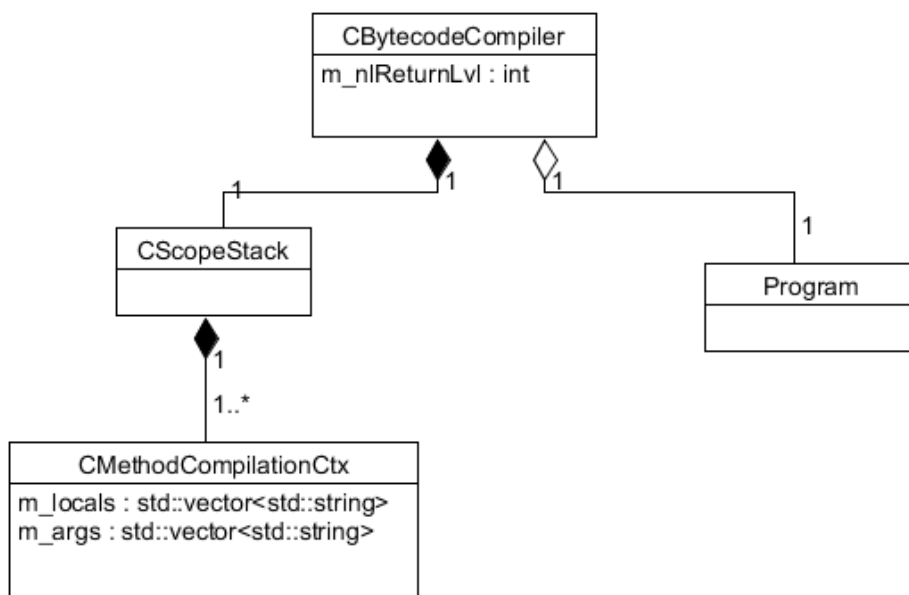 CBytecodeCompiler
m_nlReturnLvl : int
1
1
1
CScopeStack
1
Program
1
1..*
CMethodCompilationCtx
m_locals : std::vector<std::string>
m_args : std::vector<std::string>